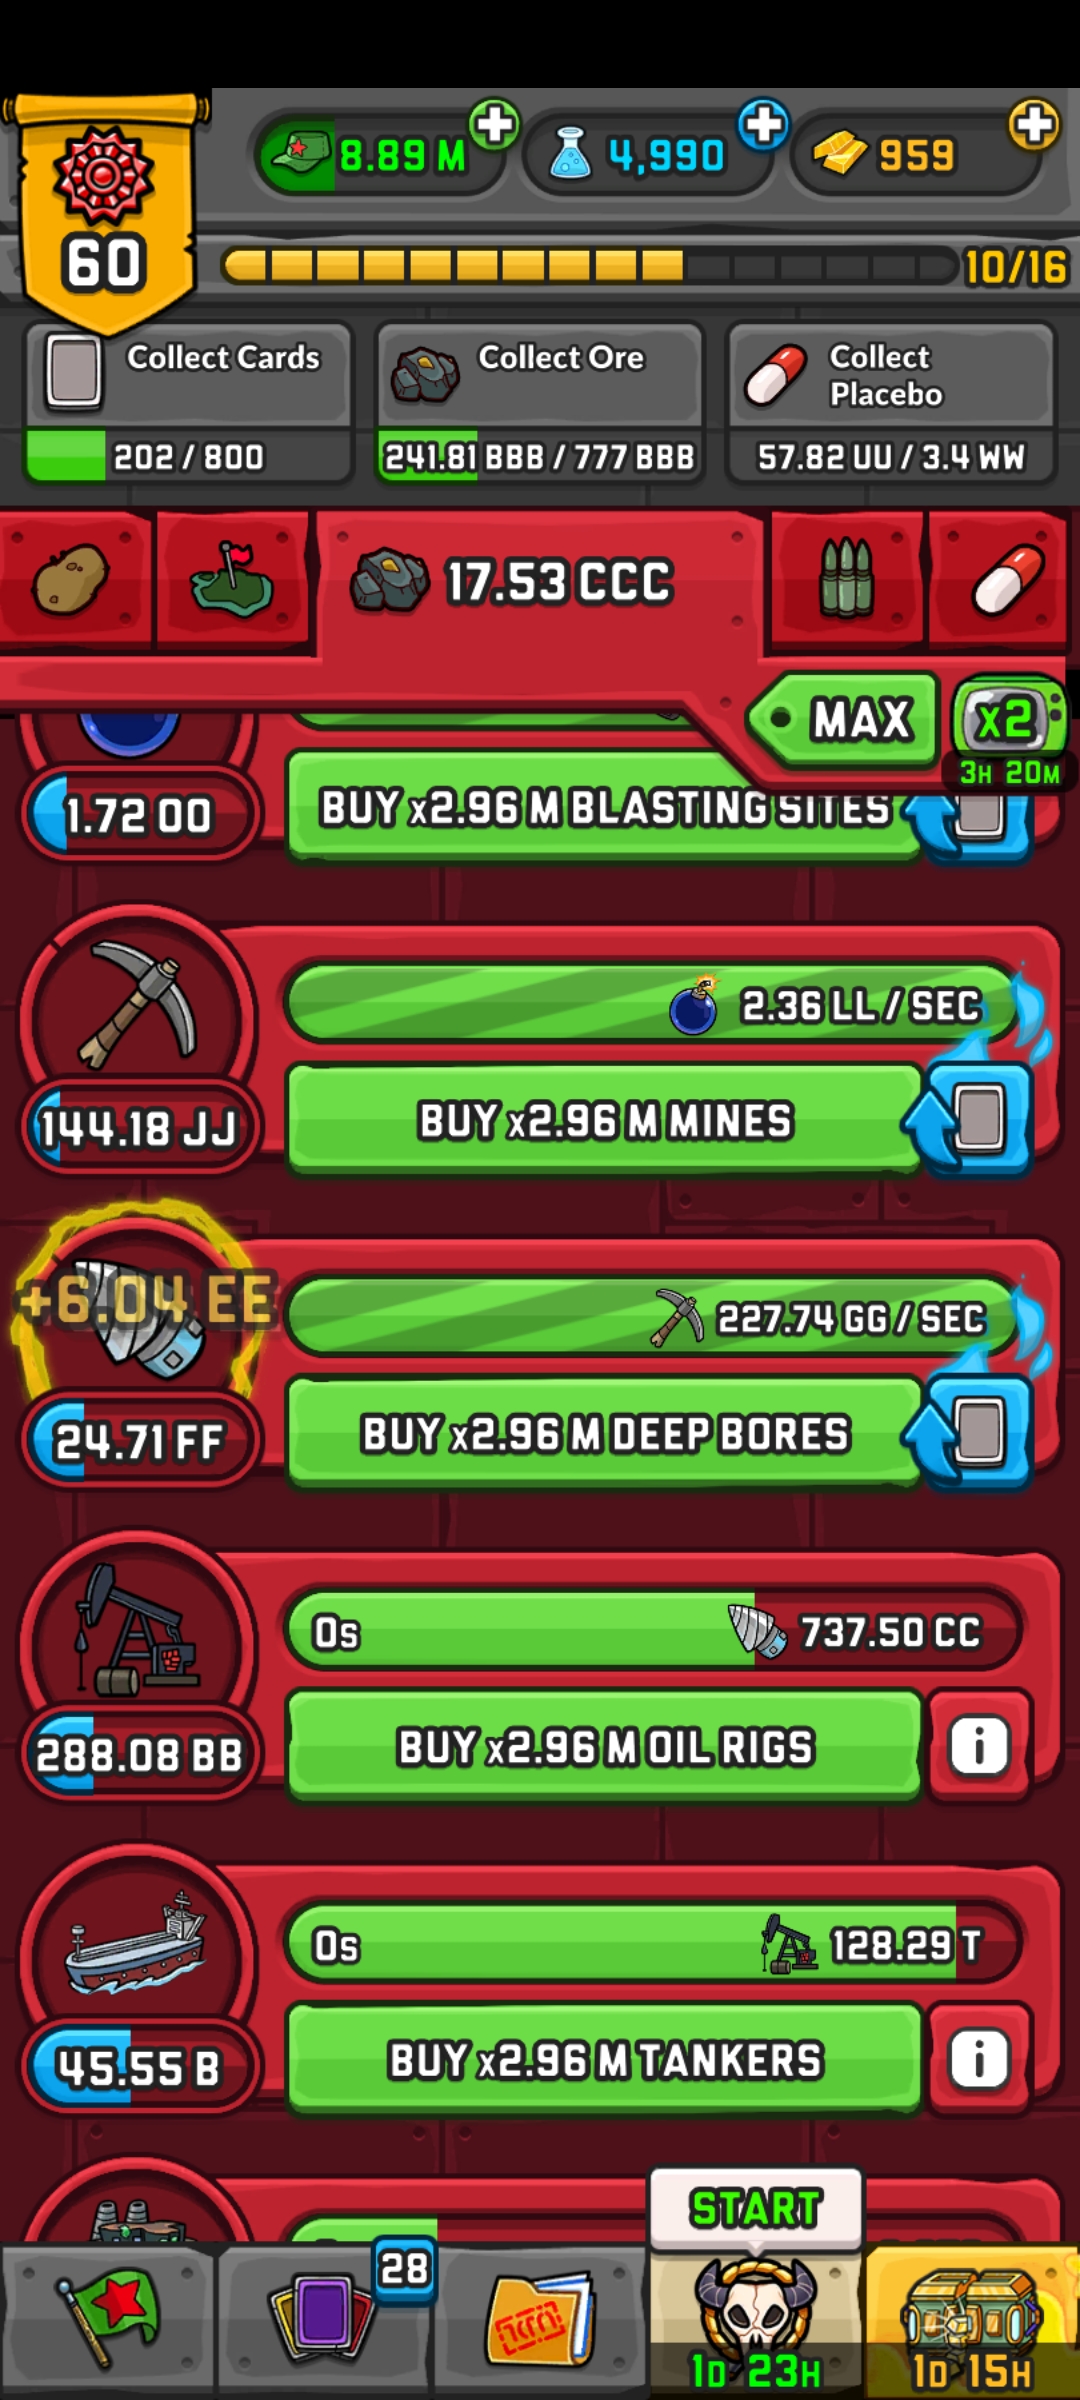 8.89 M
4,990
959
60
10/16
Collect Cards
202 / 800
Collect Ore
241.81 BBB / 777 BBB
Collect
Placebo
57.82 UU / 3.4 WW
17.53 CCC
MAX
x2
3H 20M
1.72 OO
BUY x2.96 M BLASTING SITES
2.36 LL / SEC
144.18 JJ
BUY x2.96 M MINES
+6.04 EE
227.74 GG / SEC
24.71 FF
BUY x2.96 M DEEP BORES
0s
737.50 CC
288.08 BB
BUY x2.96 M OIL RIGS
i
0s
128.29 T
45.55 B
BUY x2.96 M TANKERS
i
START
28
1D 23H
1D 15H